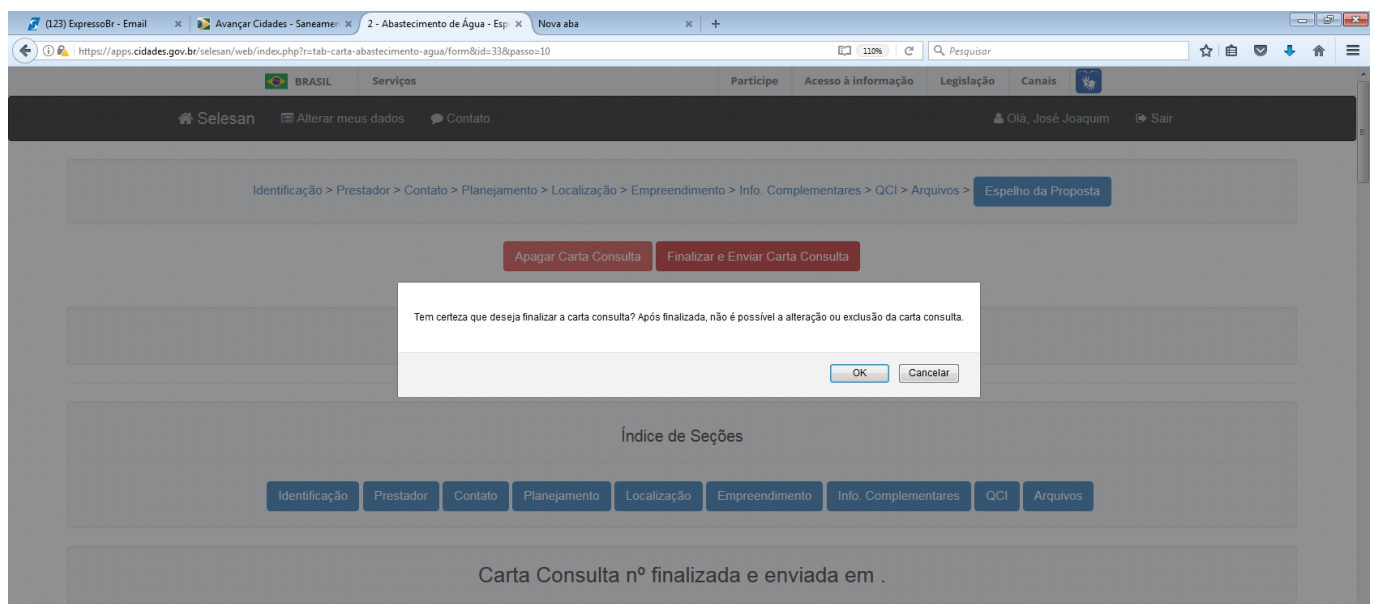 (123) ExpressoBr - Email
Avançar Cidades - Saneamen
2 - Abastecimento de Água - Esp
Nova aba
https://apps.cidades.gov.br/selesan/web/index.php?r=tab-carta-abastecimento-agua/form&id=33&passo=10
110%
Pesquisar
BRASIL Serviços Participe Acesso à informação Legislação Canais
Selesan Alterar meus dados Contato Olá, José Joaquim Sair
Identificação > Prestador > Contato > Planejamento > Localização > Empreendimento > Info. Complementares > QCI > Arquivos > Espelho da Proposta
Apagar Carta Consulta Finalizar e Enviar Carta Consulta
Tem certeza que deseja finalizar a carta consulta? Após finalizada, não é possível a alteração ou exclusão da carta consulta.
OK Cancelar
Índice de Seções
Identificação Prestador Contato Planejamento Localização Empreendimento Info. Complementares QCI Arquivos
Carta Consulta nº finalizada e enviada em .